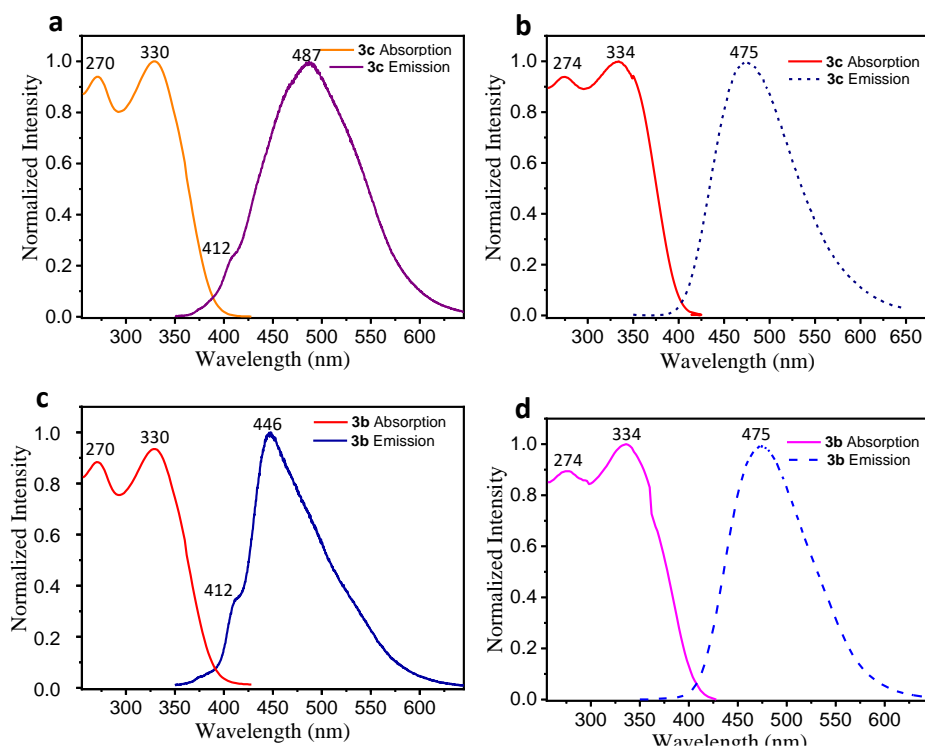 a
270
330
487
412
3c Absorption
3c Emission
Normalized Intensity
1.0
0.8
0.6
0.4
0.2
0.0
300 350 400 450 500 550 600
Wavelength (nm)
b
274
334
475
3c Absorption
3c Emission
Normalized Intensity
1.0
0.8
0.6
0.4
0.2
0.0
300 350 400 450 500 550 600 650
Wavelength (nm)
c
270
330
446
412
3b Absorption
3b Emission
Normalized Intensity
1.0
0.8
0.6
0.4
0.2
0.0
300 350 400 450 500 550 600
Wavelength (nm)
d
274
334
475
3b Absorption
3b Emission
Normalized Intensity
1.0
0.8
0.6
0.4
0.2
0.0
300 350 400 450 500 550 600
Wavelength (nm)